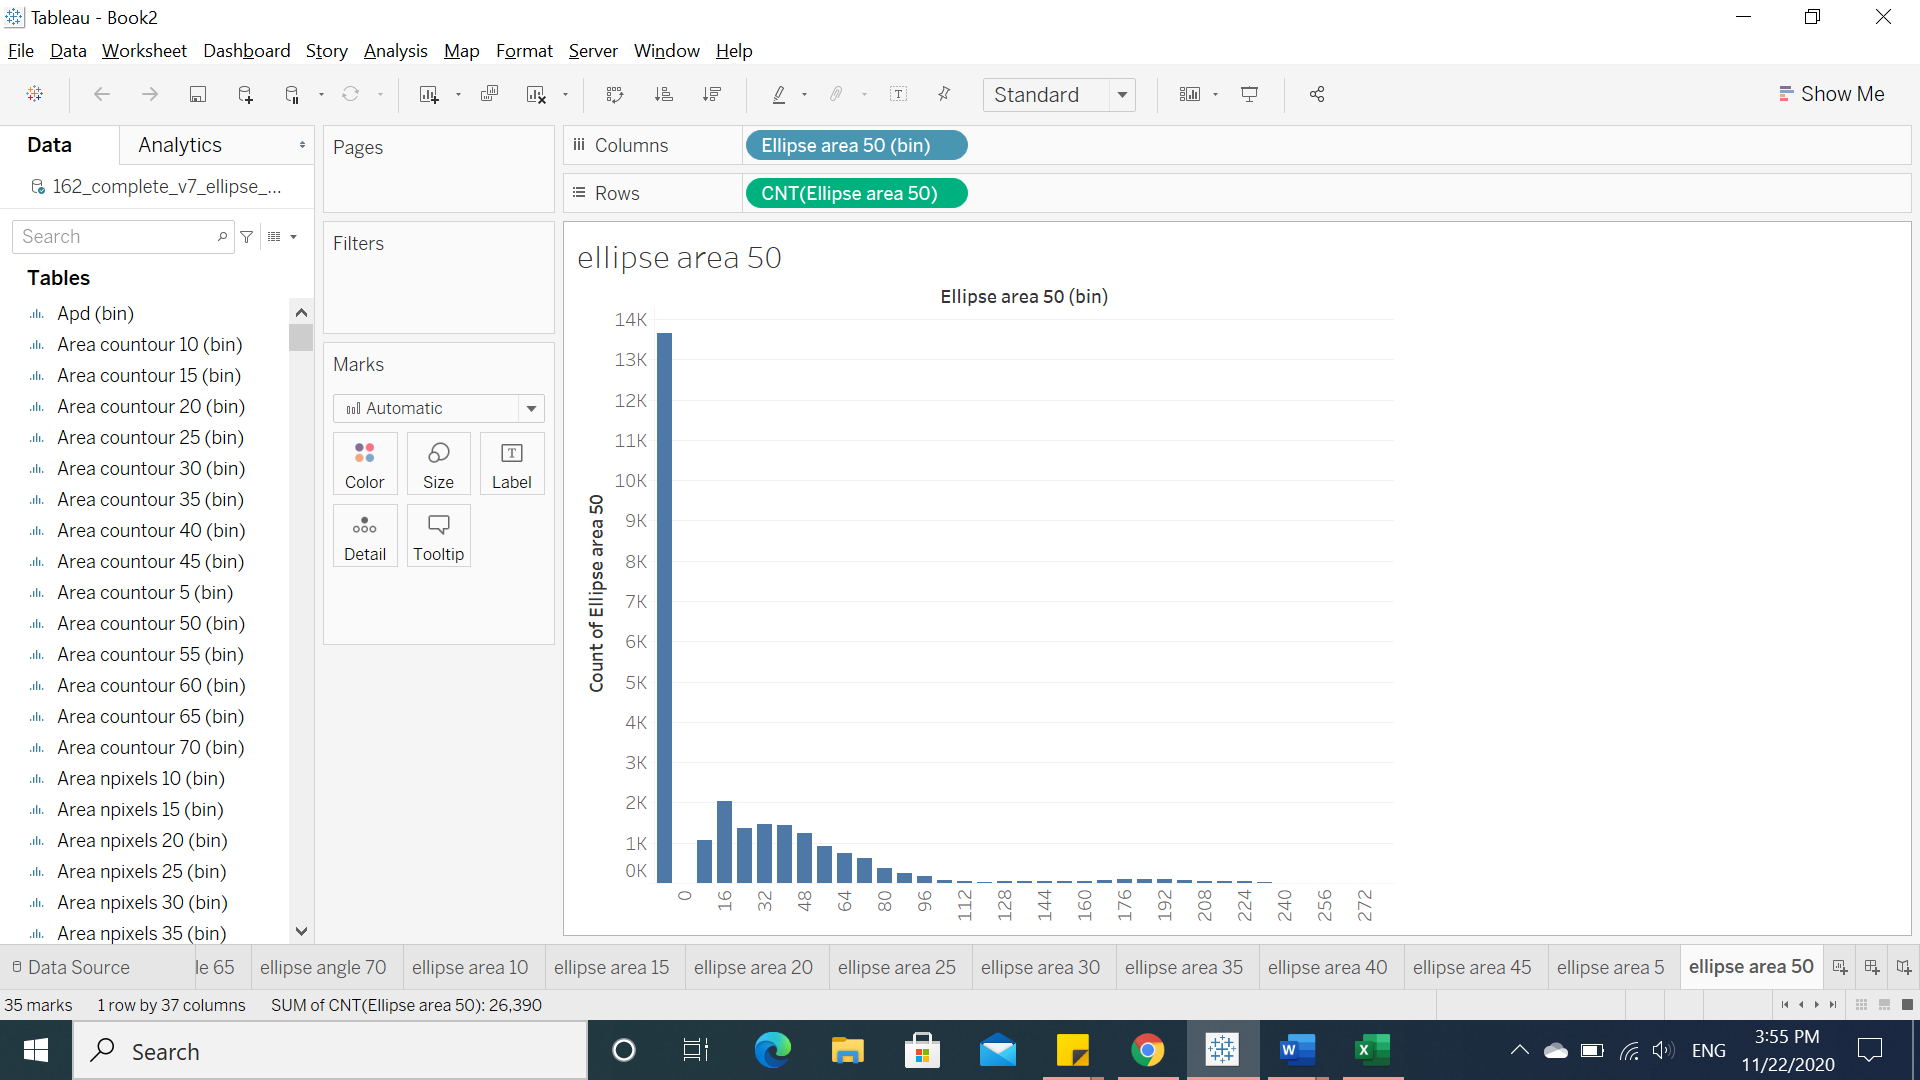 Tableau - Book2
File Data Worksheet Dashboard Story Analysis Map Format Server Window Help
Standard
Show Me
Data
Analytics
162_complete_v7_ellipse_...
Search
Tables
Apd (bin)
Area countour 10 (bin)
Area countour 15 (bin)
Area countour 20 (bin)
Area countour 25 (bin)
Area countour 30 (bin)
Area countour 35 (bin)
Area countour 40 (bin)
Area countour 45 (bin)
Area countour 5 (bin)
Area countour 50 (bin)
Area countour 55 (bin)
Area countour 60 (bin)
Area countour 65 (bin)
Area countour 70 (bin)
Area npixels 10 (bin)
Area npixels 15 (bin)
Area npixels 20 (bin)
Area npixels 25 (bin)
Area npixels 30 (bin)
Area npixels 35 (bin)
Pages
Filters
Marks
Automatic
Color
Size
Label
Detail
Tooltip
Columns
Ellipse area 50 (bin)
Rows
CNT(Ellipse area 50)
ellipse area 50
Ellipse area 50 (bin)
Count of Ellipse area 50
14K
13K
12K
11K
10K
9K
8K
7K
6K
5K
4K
3K
2K
1K
0K
0 16 32 48 64 80 96 112 128 144 160 176 192 208 224 240 256 272
Data Source
le 65
ellipse angle 70
ellipse area 10
ellipse area 15
ellipse area 20
ellipse area 25
ellipse area 30
ellipse area 35
ellipse area 40
ellipse area 45
ellipse area 5
ellipse area 50
35 marks
1 row by 37 columns
SUM of CNT(Ellipse area 50): 26,390
Search
ENG
3:55 PM
11/22/2020